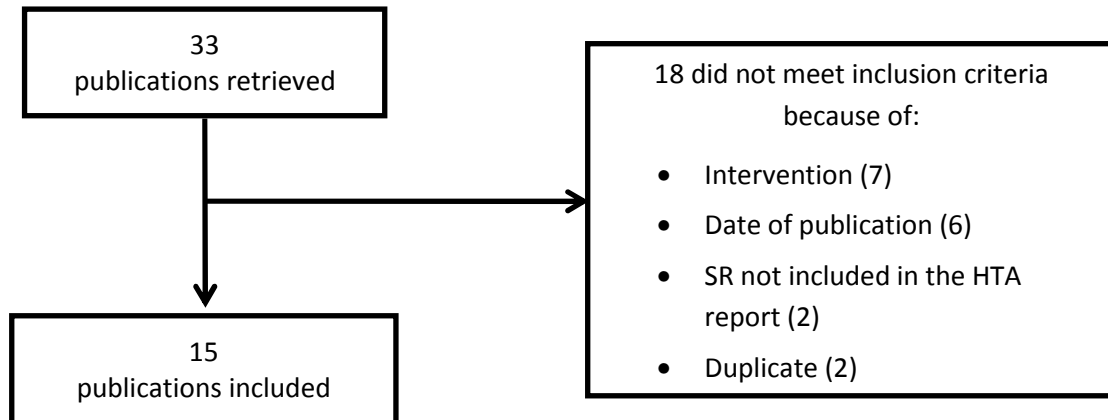 33
publications retrieved
18 did not meet inclusion criteria
because of:
• Intervention (7)
• Date of publication (6)
• SR not included in the HTA
report (2)
• Duplicate (2)
15
publications included